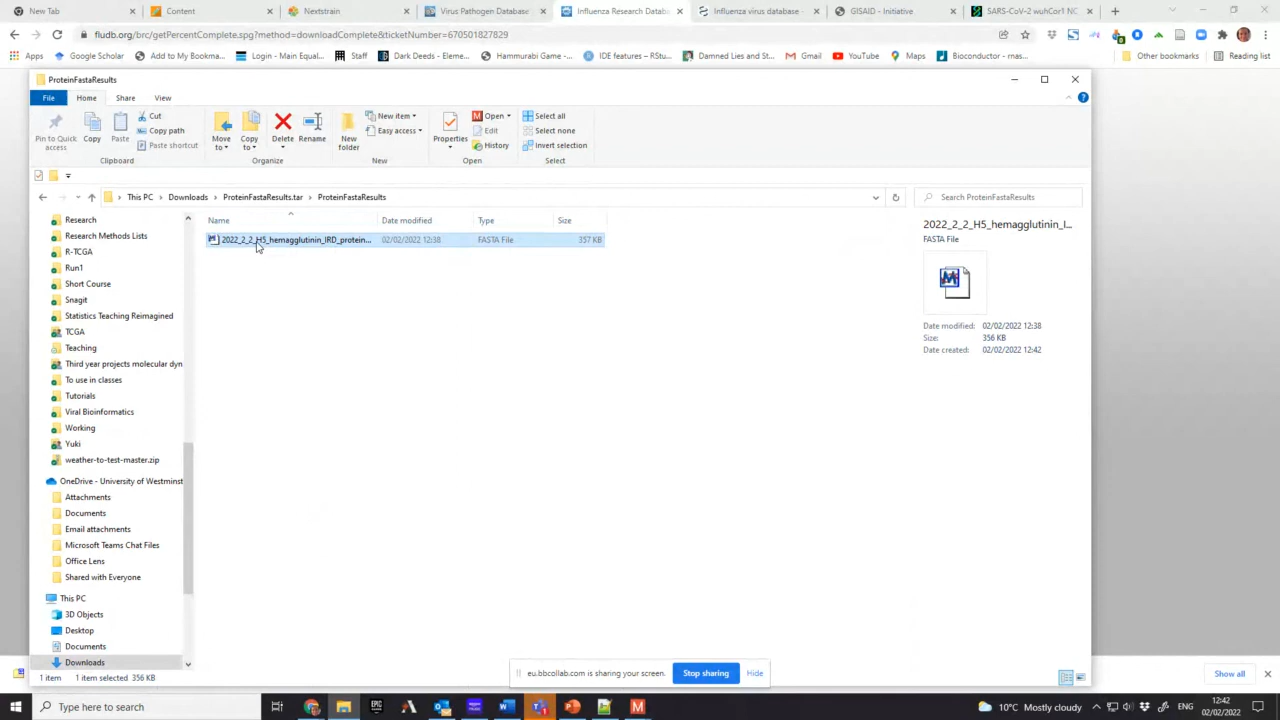 New Tab
Content
Nextstrain
Virus Pathogen Database
Influenza Research Datab
Influenza virus database
GISAID - Initiative
SARS-CoV-2 wuhCor1 NC
fludb.org/brc/getPercentComplete.spg?method=downloadComplete&ticketNumber=670501827829
Apps
Google Scholar
Add to My Bookma...
Login - Main Equal...
Staff
Dark Deeds - Eleme...
Hammurabi Game -...
IDE features – RStu...
Damned Lies and St...
Gmail
YouTube
Maps
Bioconductor - rnas...
Other bookmarks
Reading list
ProteinFastaResults
File
Home
Share
View
Pin to Quick access
Copy
Paste
Cut
Copy path
Paste shortcut
Clipboard
Move to
Copy to
Delete
Rename
Organize
New folder
New item
Easy access
New
Properties
Open
Edit
History
Open
Select all
Select none
Invert selection
Select
This PC
Downloads
ProteinFastaResults.tar
ProteinFastaResults
Search ProteinFastaResults
Name
Date modified
Type
Size
2022_2_2_H5_hemagglutinin_IRD_protein...
02/02/2022 12:38
FASTA File
357 KB
Research
Research Methods Lists
R-TCGA
Run1
Short Course
Snagit
Statistics Teaching Reimagined
TCGA
Teaching
Third year projects molecular dyn
To use in classes
Tutorials
Viral Bioinformatics
Working
Yuki
weather-to-test-master.zip
OneDrive - University of Westminst
Attachments
Documents
Email attachments
Microsoft Teams Chat Files
Office Lens
Shared with Everyone
This PC
3D Objects
Desktop
Documents
Downloads
2022_2_2_H5_hemagglutinin_I...
FASTA File
Date modified: 02/02/2022 12:38
Size: 356 KB
Date created: 02/02/2022 12:42
1 item
1 item selected 356 KB
eu.bbcollab.com is sharing your screen.
Stop sharing
Hide
Show all
Type here to search
10°C Mostly cloudy
ENG
12:42
02/02/2022